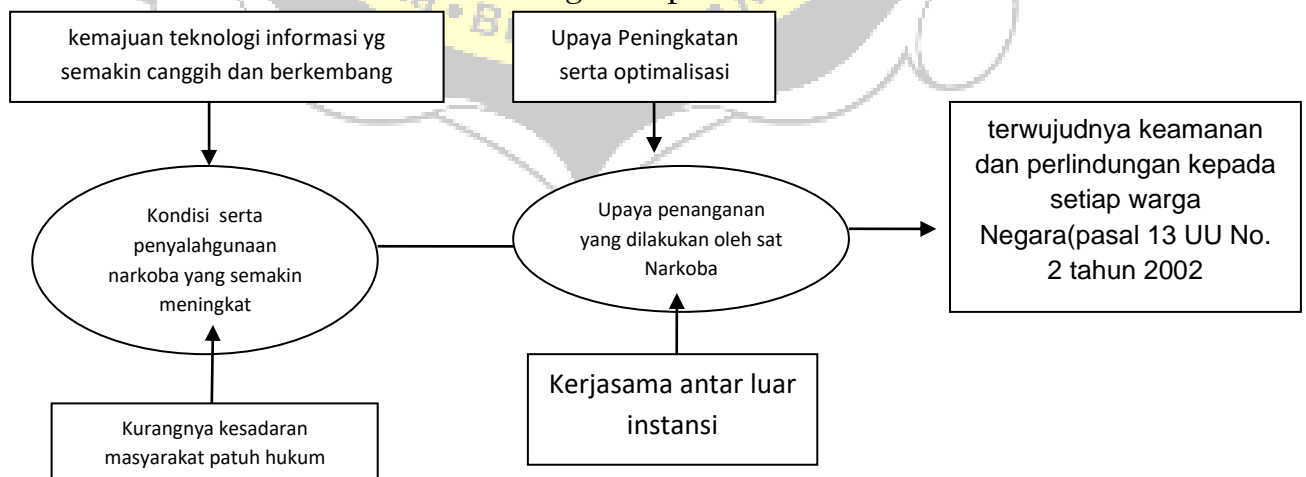 kemajuan teknologi informasi yg
semakin canggih dan berkembang
Upaya Peningkatan
serta optimalisasi
terwujudnya keamanan
dan perlindungan kepada
setiap warga
Negara(pasal 13 UU No.
2 tahun 2002
Kondisi serta
penyalahgunaan
narkoba yang semakin
meningkat
Upaya penanganan
yang dilakukan oleh sat
Narkoba
Kerjasama antar luar
instansi
Kurangnya kesadaran
masyarakat patuh hukum